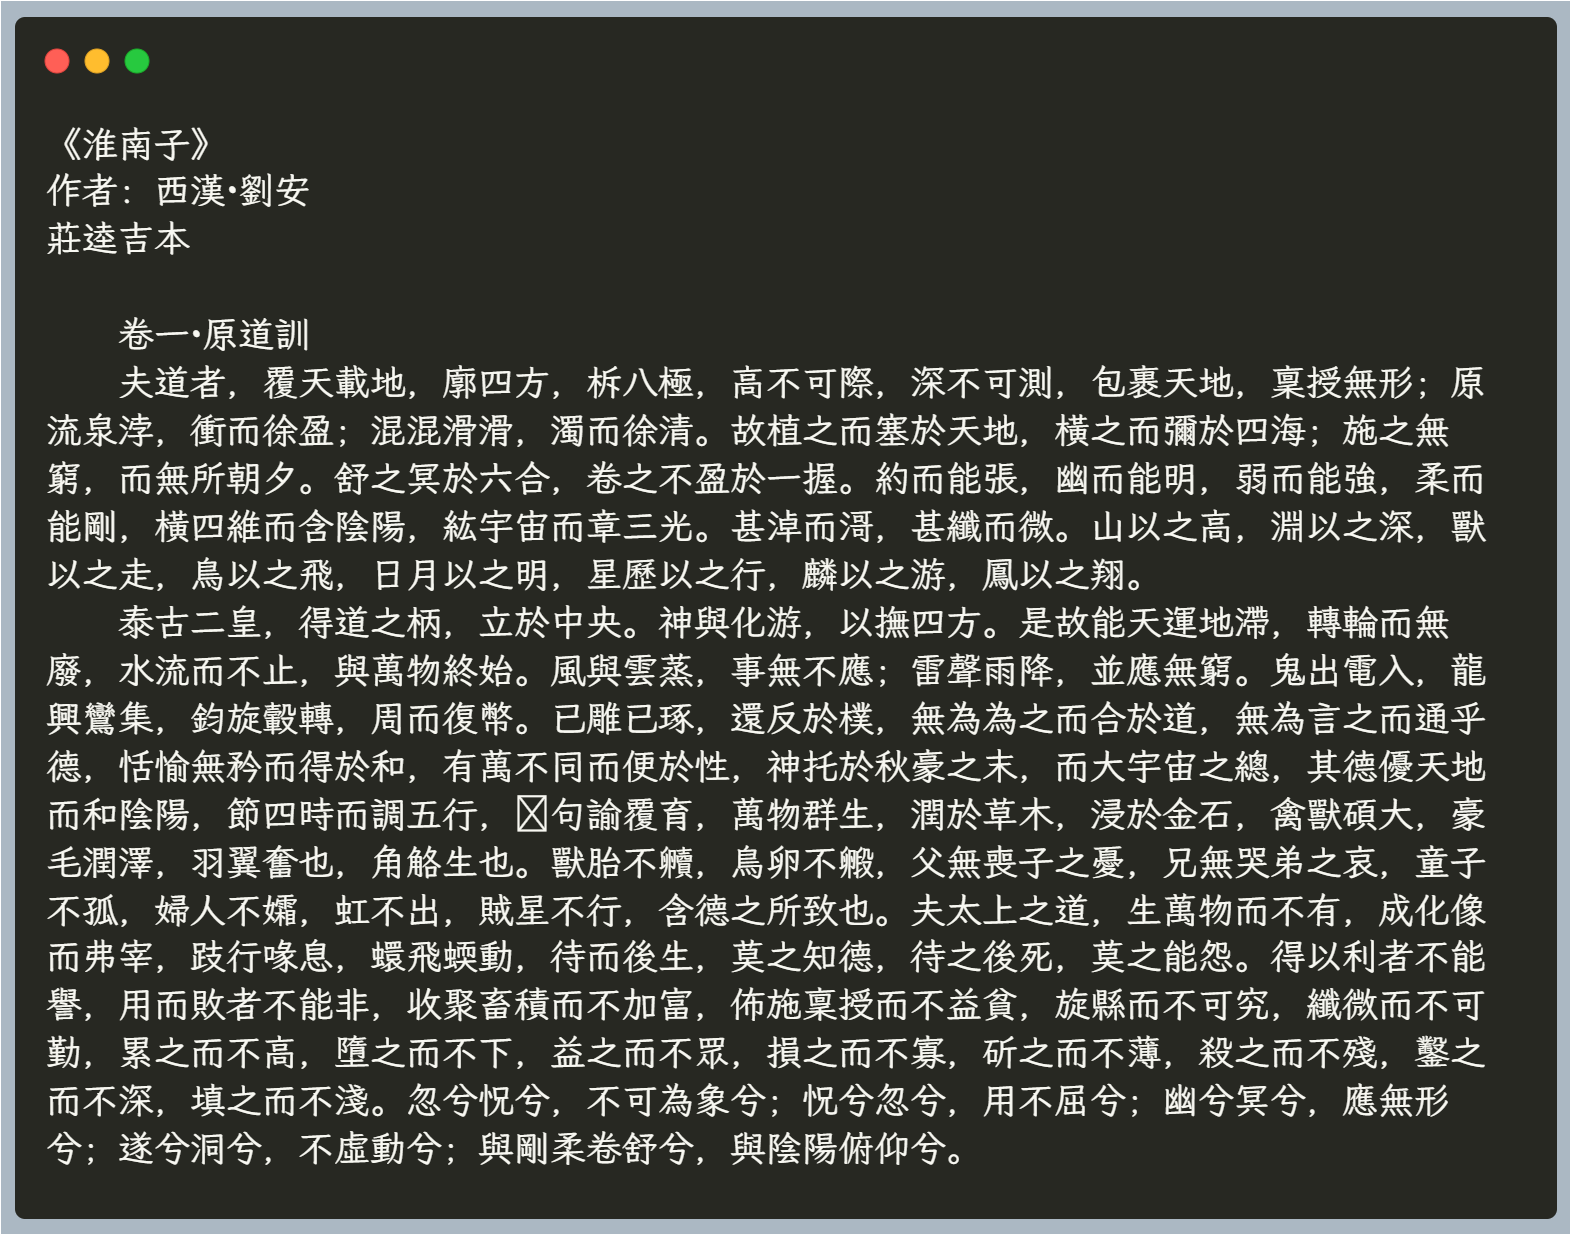 《淮南子》
作者：西漢·劉安
莊逵吉本
卷一·原道訓
夫道者，覆天載地，廓四方，柝八極，高不可際，深不可測，包裹天地，稟授無形；原
流泉浡，衝而徐盈；混混滑滑，濁而徐清。故植之而塞於天地，橫之而彌於四海；施之無
窮，而無所朝夕。舒之冥於六合，卷之不盈於一握。約而能張，幽而能明，弱而能強，柔而
能剛，橫四維而含陰陽，紘宇宙而章三光。甚淖而滒，甚纖而微。山以之高，淵以之深，獸
以之走，鳥以之飛，日月以之明，星歷以之行，麟以之游，鳳以之翔。
泰古二皇，得道之柄，立於中央。神與化游，以撫四方。是故能天運地滯，轉輪而無
廢，水流而不止，與萬物終始。風與雲蒸，事無不應；雷聲雨降，並應無窮。鬼出電入，龍
興鸞集，鈞旋轂轉，周而復幣。已雕已琢，還反於樸，無為為之而合於道，無為言之而通乎
德，恬愉無矜而得於和，有萬不同而便於性，神托於秋豪之末，而大宇宙之總，其德優天地
而和陰陽，節四時而調五行，句諭覆育，萬物群生，潤於草木，浸於金石，禽獸碩大，豪
毛潤澤，羽翼奮也，角觡生也。獸胎不贕，鳥卵不毈，父無喪子之憂，兄無哭弟之哀，童子
不孤，婦人不孀，虹不出，賊星不行，含德之所致也。夫太上之道，生萬物而不有，成化像
而弗宰，跂行喙息，蠉飛蝡動，待而後生，莫之知德，待之後死，莫之能怨。得以利者不能
譽，用而敗者不能非，收聚畜積而不加富，佈施稟授而不益貧，旋縣而不可究，纖微而不可
勤，累之而不高，墮之而不下，益之而不眾，損之而不寡，斫之而不薄，殺之而不殘，鑿之
而不深，填之而不淺。忽兮怳兮，不可為象兮；怳兮忽兮，用不屈兮；幽兮冥兮，應無形
兮；遂兮洞兮，不虛動兮；與剛柔卷舒兮，與陰陽俯仰兮。